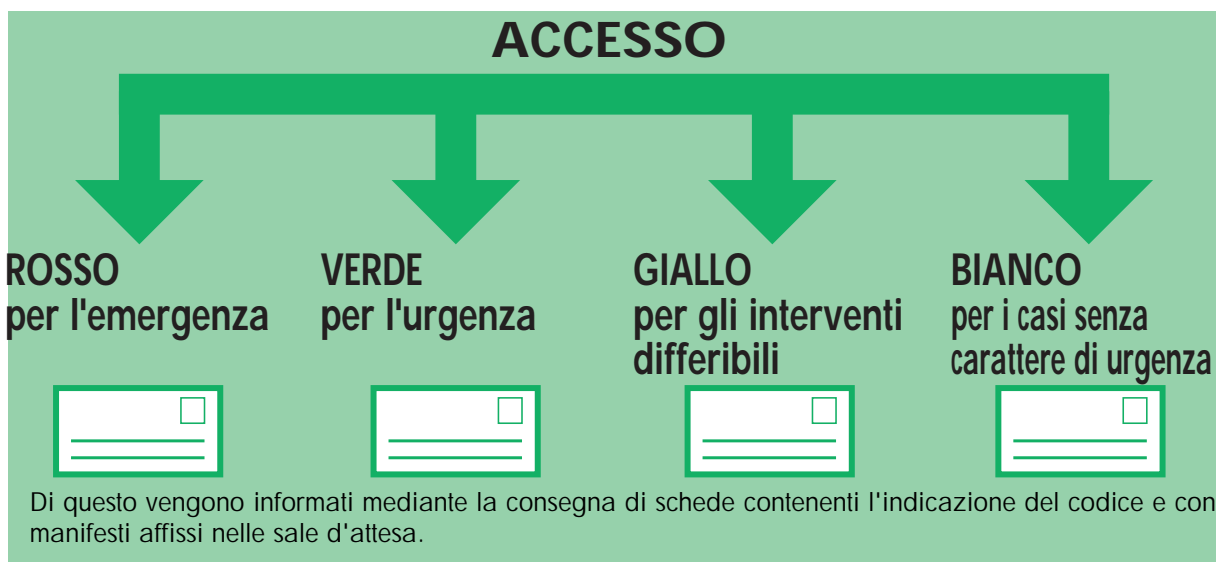 ACCESSO
ROSSO
per l'emergenza
VERDE
per l'urgenza
GIALLO
per gli interventi
differibili
BIANCO
per i casi senza
carattere di urgenza
Di questo vengono informati mediante la consegna di schede contenenti l'indicazione del codice e con
manifesti affissi nelle sale d'attesa.